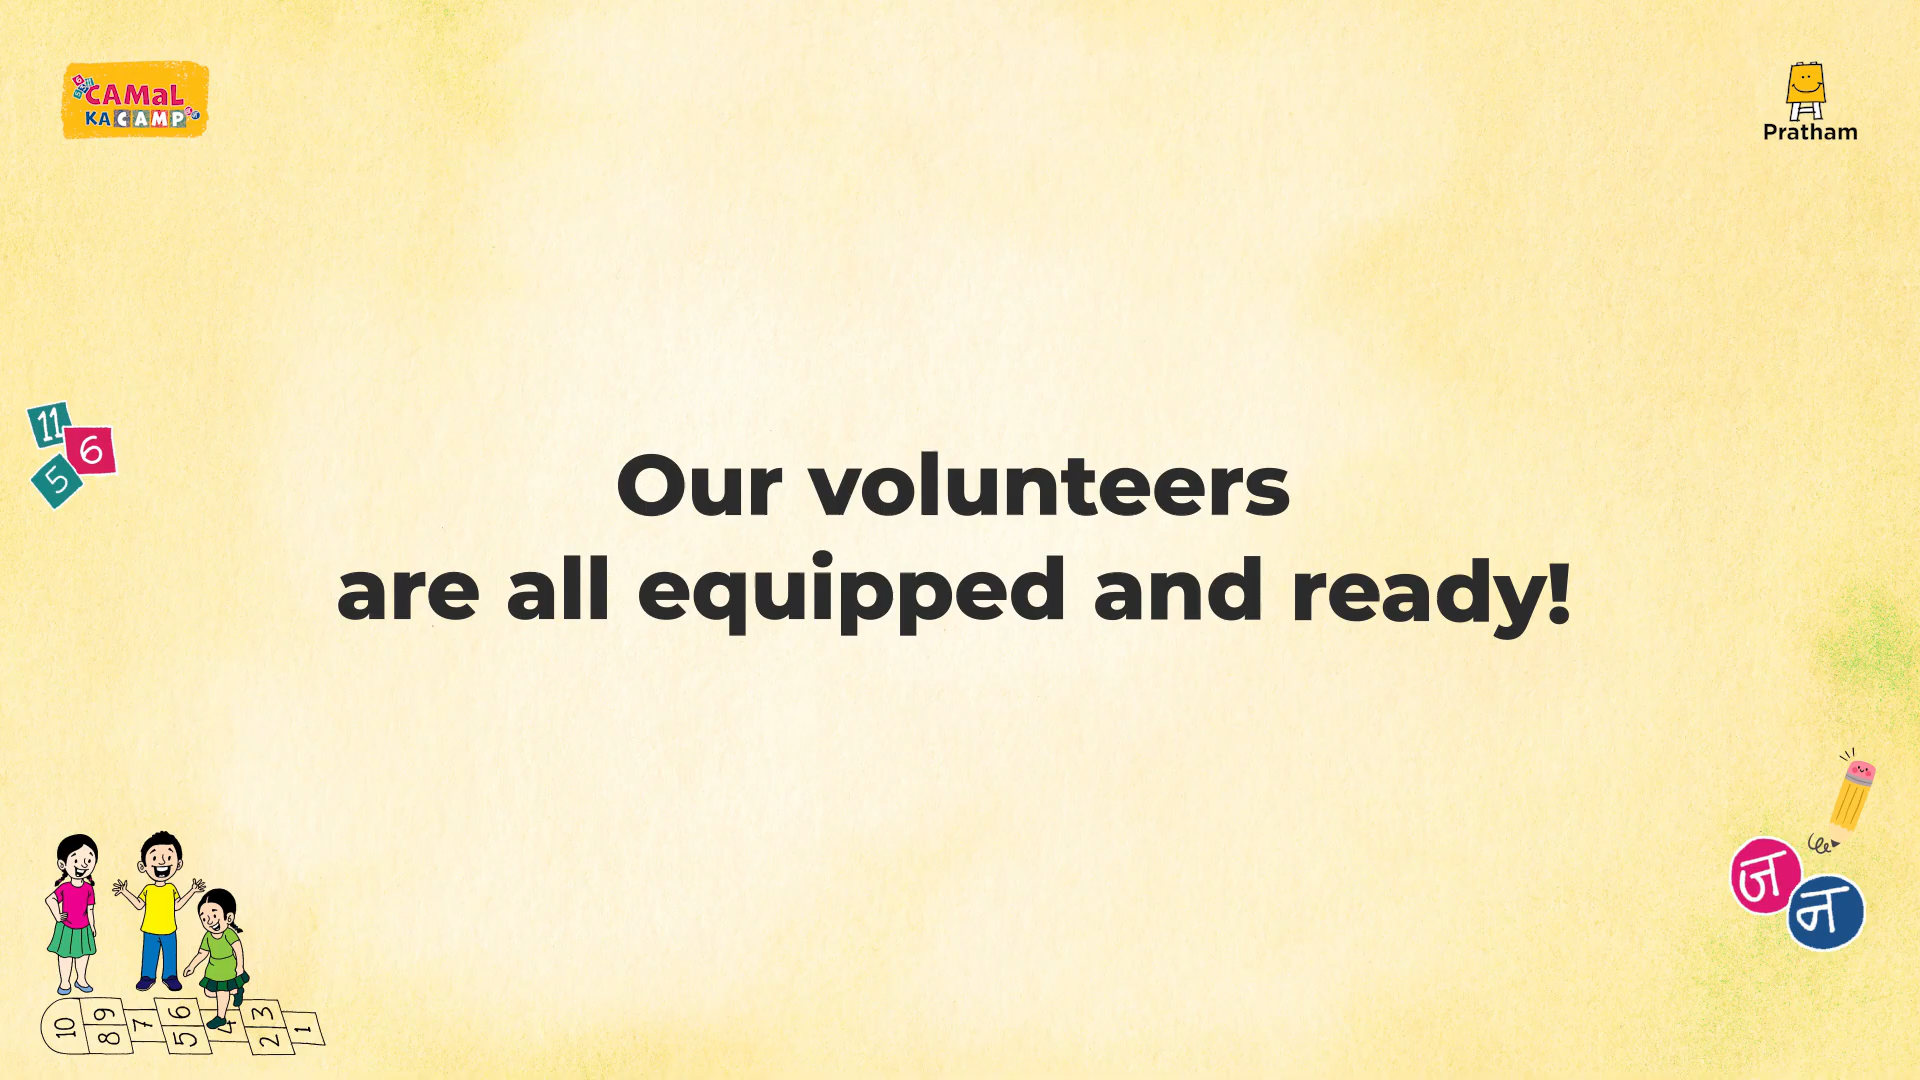 CAMaL
KA CAMP
Pratham
11
6
5
Our volunteers
are all equipped and ready!
ज
न
10 9 8 7 6 5 4 3 2 1